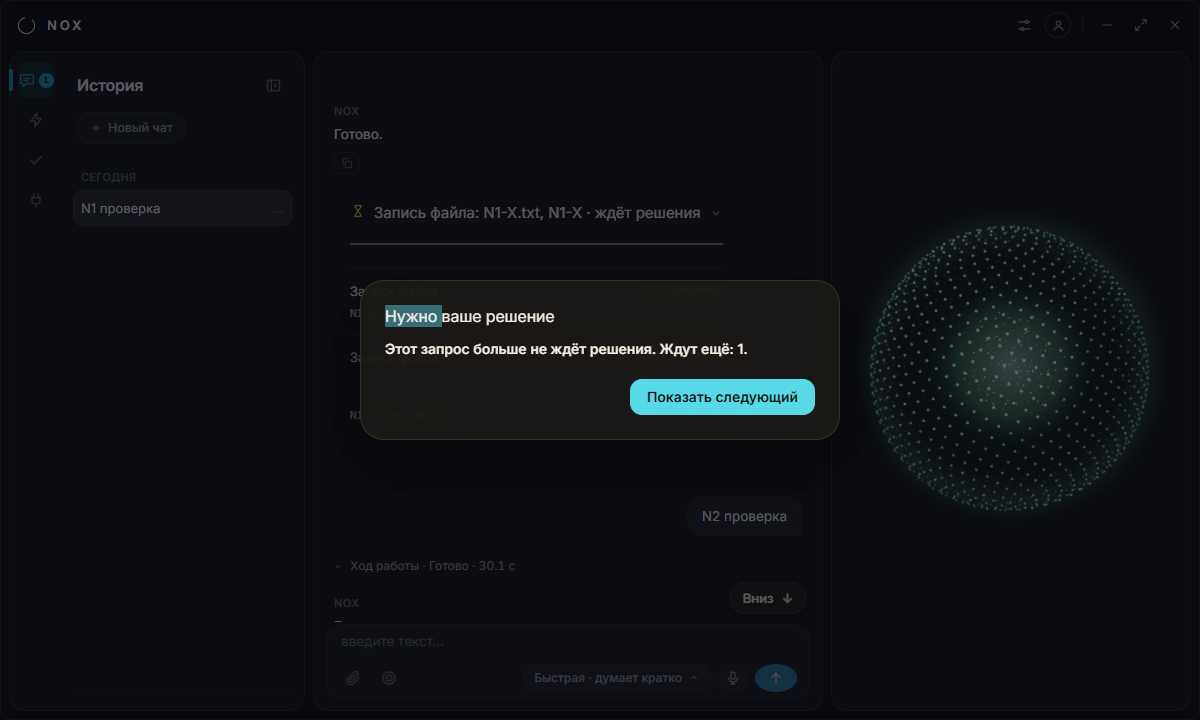 NOX
1
История
+ Новый чат
СЕГОДНЯ
N1 проверка
...
NOX
Готово.
Запись файла: N1-X.txt, N1-X · ждёт решения
Нужно ваше решение
Этот запрос больше не ждёт решения. Ждут ещё: 1.
Показать следующий
N2 проверка
· Ход работы · Готово · 30.1 с
NOX
Вниз ↓
введите текст...
Быстрая · думает кратко